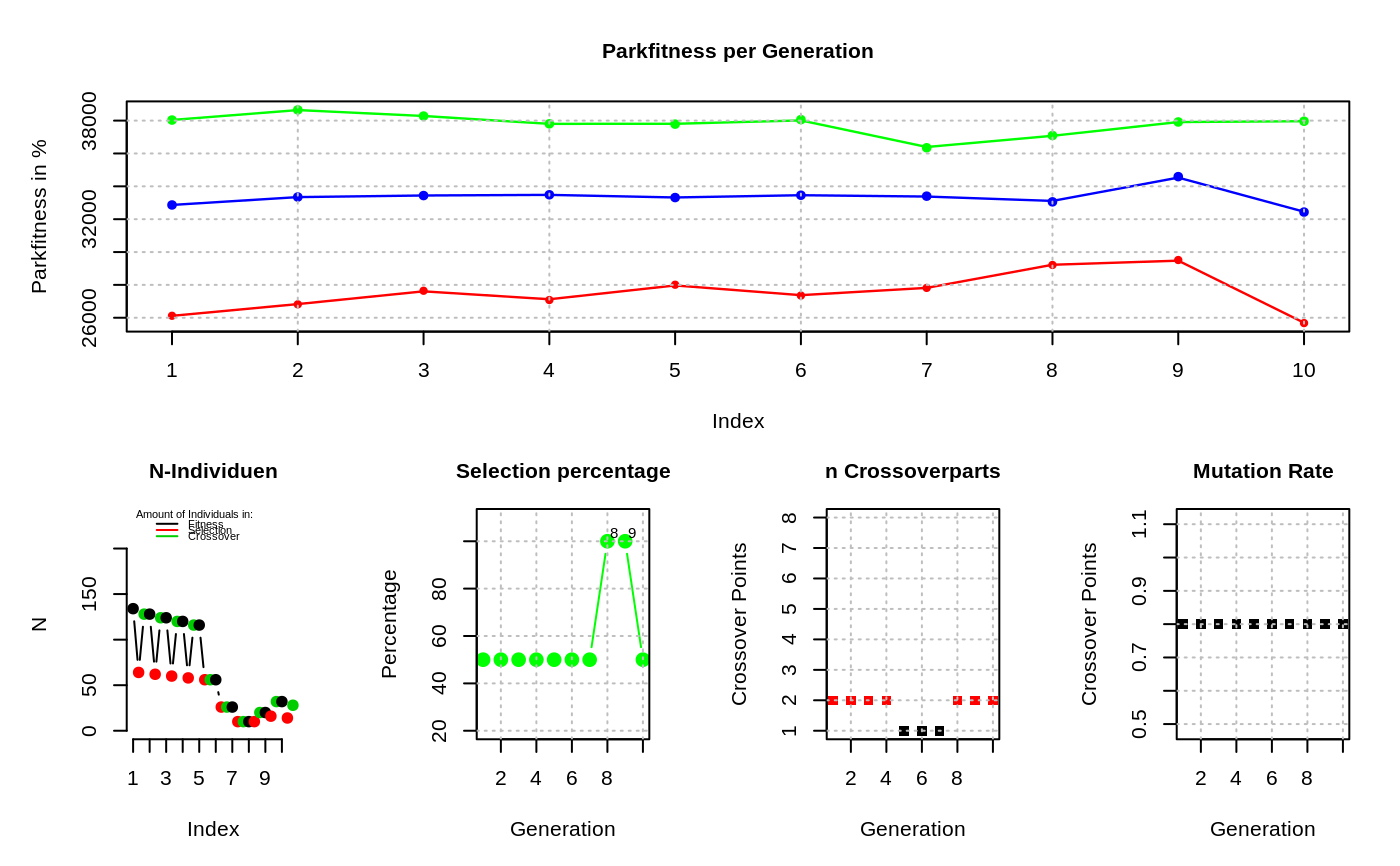 Parkfitness per Generation
Parkfitness in %
38000
32000
26000
1 2 3 4 5 6 7 8 9 10
Index
N-Individuen
Amount of Individuals in:
Fitness
Selection
Crossover
N
150
50
0
1 3 5 7 9
Index
Selection percentage
Percentage
8 9
80
60
40
20
2 4 6 8
Generation
n Crossoverparts
Crossover Points
8
7
6
5
4
3
2
1
2 4 6 8
Generation
Mutation Rate
Crossover Points
1.1
0.9
0.7
0.5
2 4 6 8
Generation